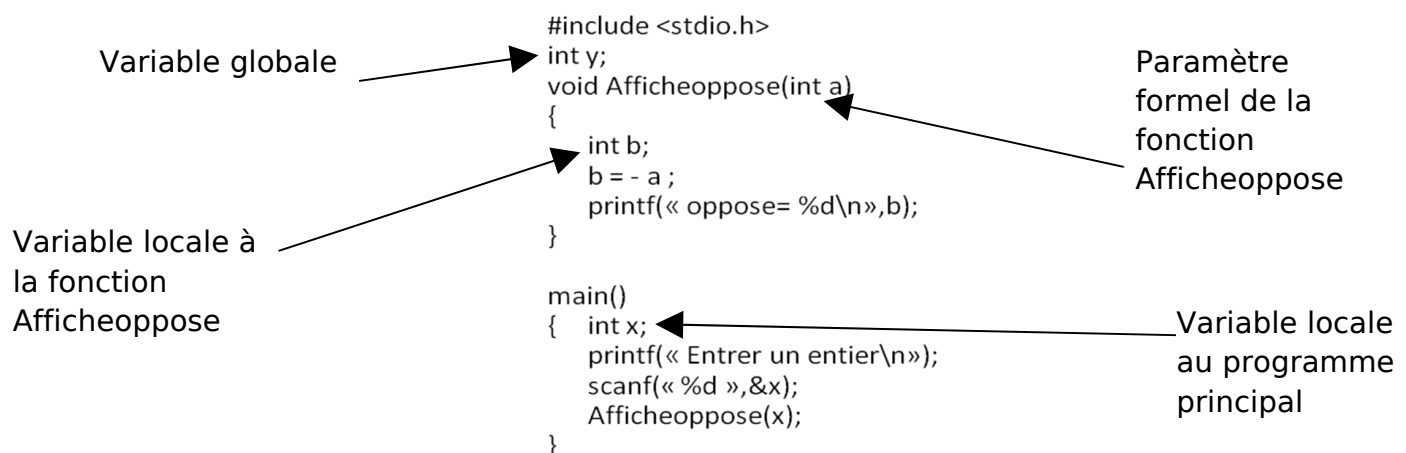 #include <stdio.h>
Variable globale
int y;
void Afficheoppose(int a)
{
int b;
b = - a ;
printf(« oppose= %d\n»,b);
}
Paramètre
formel de la
fonction
Afficheoppose
Variable locale à
la fonction
Afficheoppose
main()
{ int x;
printf(« Entrer un entier\n»);
scanf(« %d »,&x);
Afficheoppose(x);
}
Variable locale
au programme
principal